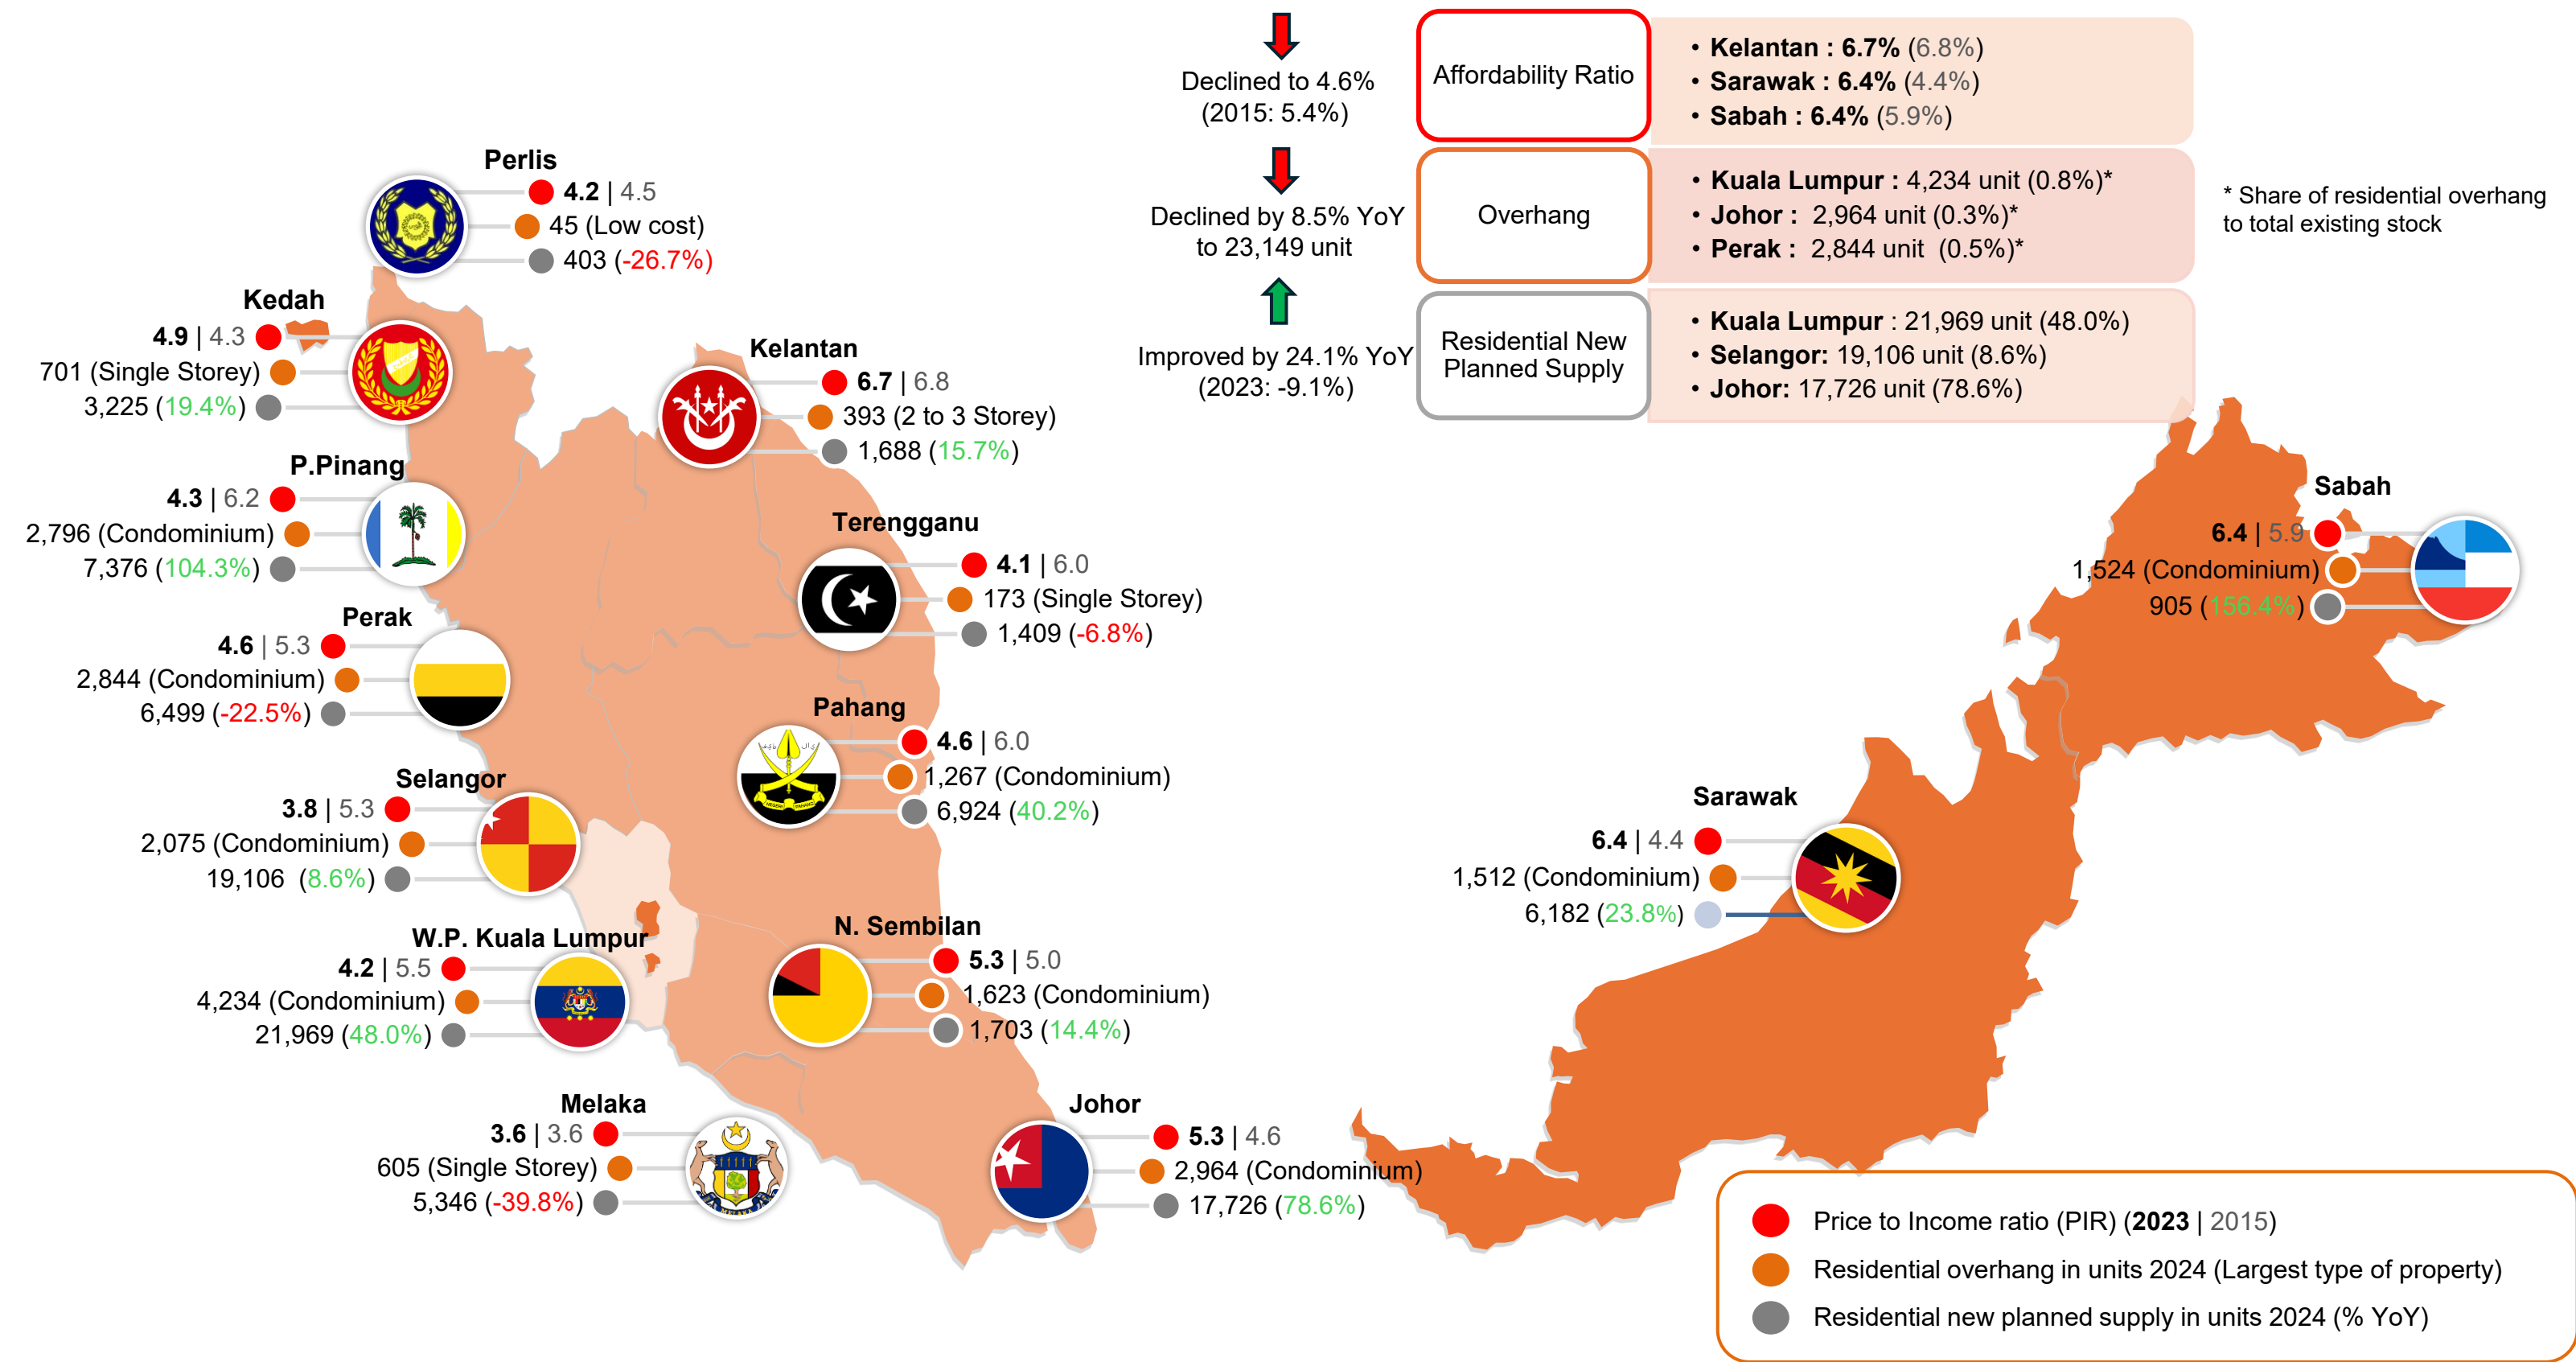 Declined to 4.6%
(2015: 5.4%)
Affordability Ratio
• Kelantan : 6.7% (6.8%)
• Sarawak : 6.4% (4.4%)
• Sabah : 6.4% (5.9%)
Declined by 8.5% YoY
to 23,149 unit
Overhang
• Kuala Lumpur : 4,234 unit (0.8%)*
• Johor : 2,964 unit (0.3%)*
• Perak : 2,844 unit (0.5%)*
* Share of residential overhang
to total existing stock
Improved by 24.1% YoY
(2023: -9.1%)
Residential New
Planned Supply
• Kuala Lumpur : 21,969 unit (48.0%)
• Selangor: 19,106 unit (8.6%)
• Johor: 17,726 unit (78.6%)
Perlis
4.2 | 4.5
45 (Low cost)
403 (-26.7%)
Kedah
4.9 | 4.3
701 (Single Storey)
3,225 (19.4%)
Kelantan
6.7 | 6.8
393 (2 to 3 Storey)
1,688 (15.7%)
P.Pinang
4.3 | 6.2
2,796 (Condominium)
7,376 (104.3%)
Terengganu
4.1 | 6.0
173 (Single Storey)
1,409 (-6.8%)
Perak
4.6 | 5.3
2,844 (Condominium)
6,499 (-22.5%)
Pahang
4.6 | 6.0
1,267 (Condominium)
6,924 (40.2%)
Selangor
3.8 | 5.3
2,075 (Condominium)
19,106 (8.6%)
W.P. Kuala Lumpur
4.2 | 5.5
4,234 (Condominium)
21,969 (48.0%)
N. Sembilan
5.3 | 5.0
1,623 (Condominium)
1,703 (14.4%)
Melaka
3.6 | 3.6
605 (Single Storey)
5,346 (-39.8%)
MELAKA
Johor
5.3 | 4.6
2,964 (Condominium)
17,726 (78.6%)
Sabah
6.4 | 5.9
1,524 (Condominium)
905 (156.4%)
Sarawak
6.4 | 4.4
1,512 (Condominium)
6,182 (23.8%)
Price to Income ratio (PIR) (2023 | 2015)
Residential overhang in units 2024 (Largest type of property)
Residential new planned supply in units 2024 (% YoY)